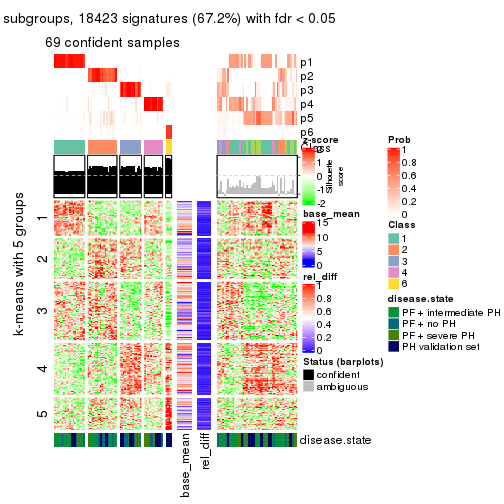 subgroups, 18423 signatures (67.2%) with fdr < 0.05
69 confident samples
p1
p2
p3
p4
p5
p6
Class
Silhouette
score
k-means with 5 groups
1
2
3
4
5
z-score
2
1
0
-1
-2
base_mean
15
10
5
0
rel_diff
1
0.8
0.6
0.4
0.2
0
Status (barplots)
confident
ambiguous
Prob
1
0.8
0.6
0.4
0.2
0
Class
1
2
3
4
6
disease.state
PF + intermediate PH
PF + no PH
PF + severe PH
PH validation set
disease.state
base_mean
rel_diff